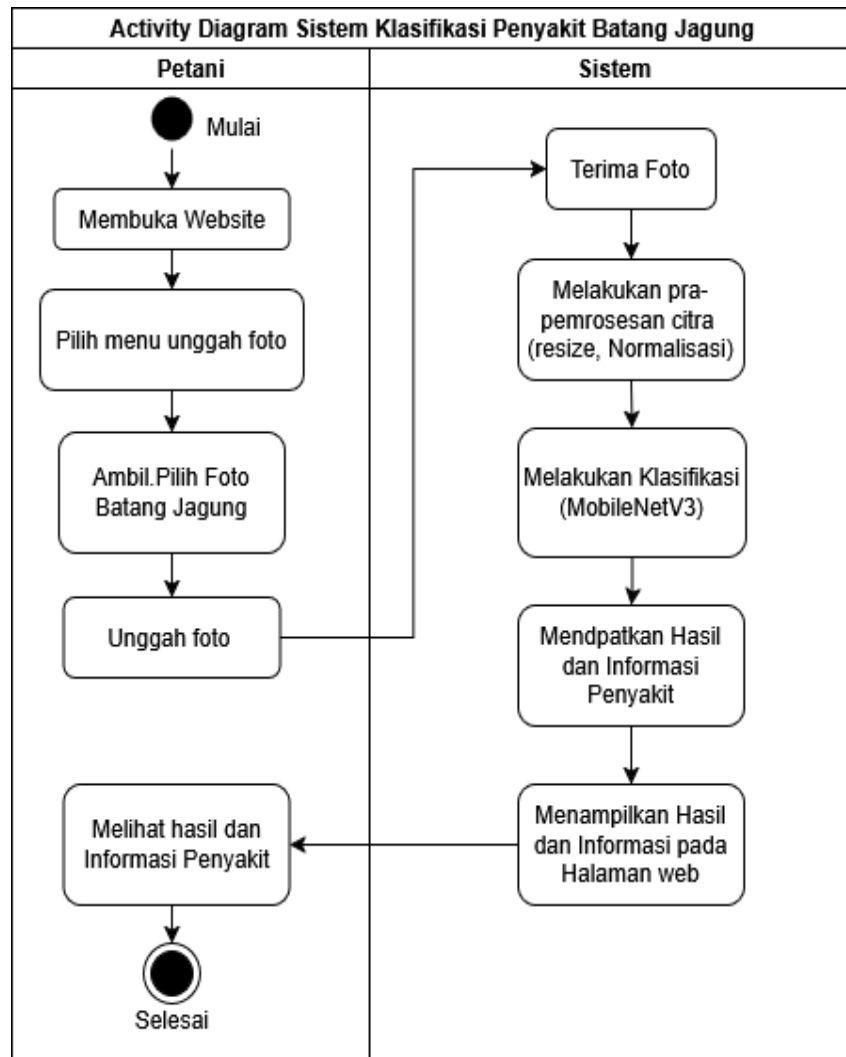 Activity Diagram Sistem Klasifikasi Penyakit Batang Jagung
Petani
Sistem
Mulai
Membuka Website
Pilih menu unggah foto
Ambil.Pilih Foto
Batang Jagung
Unggah foto
Terima Foto
Melakukan pra-
pemrosesan citra
(resize, Normalisasi)
Melakukan Klasifikasi
(MobileNetV3)
Mendpatkan Hasil
dan Informasi
Penyakit
Menampilkan Hasil
dan Informasi pada
Halaman web
Melihat hasil dan
Informasi Penyakit
Selesai